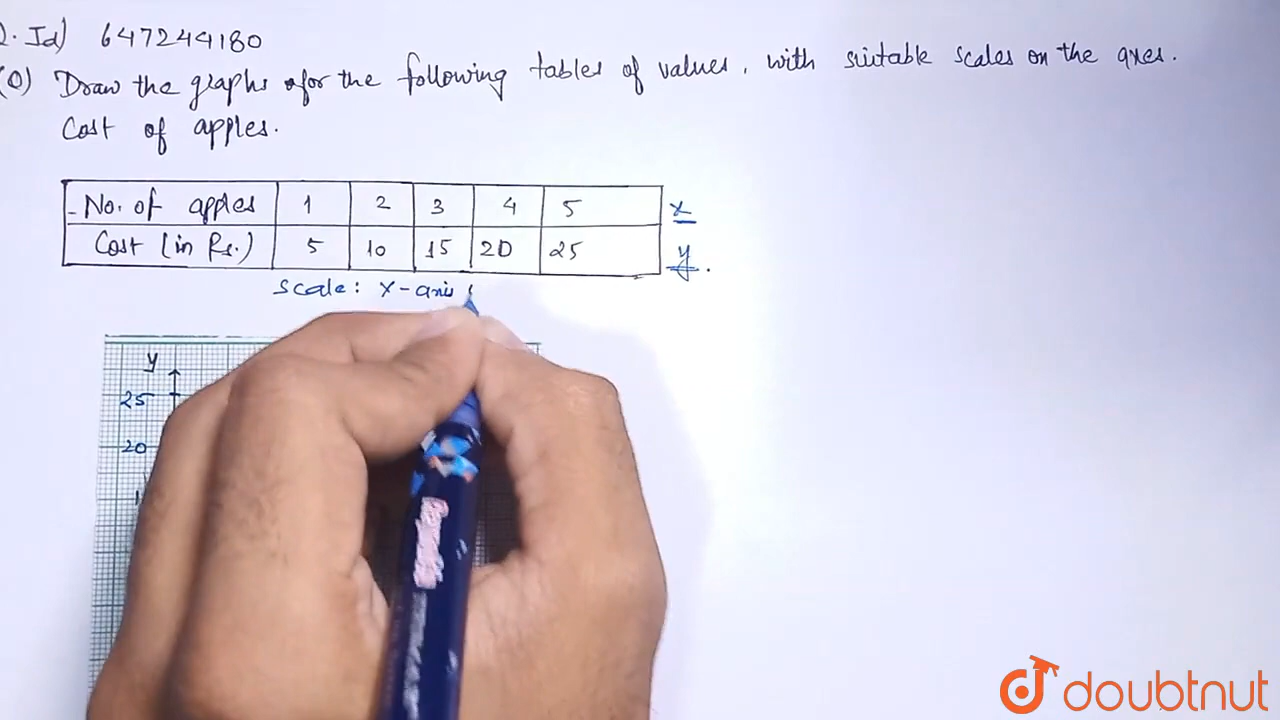 Q. Id) 647244180
(Q) Draw the graphs for the following tables of values, with suitable scales on the axes.
Cost of apples.
No. of apples 1 2 3 4 5 x
Cost (in Rs.) 5 10 15 20 25 y.
Scale: X-axis
y
25
20
doubtnut